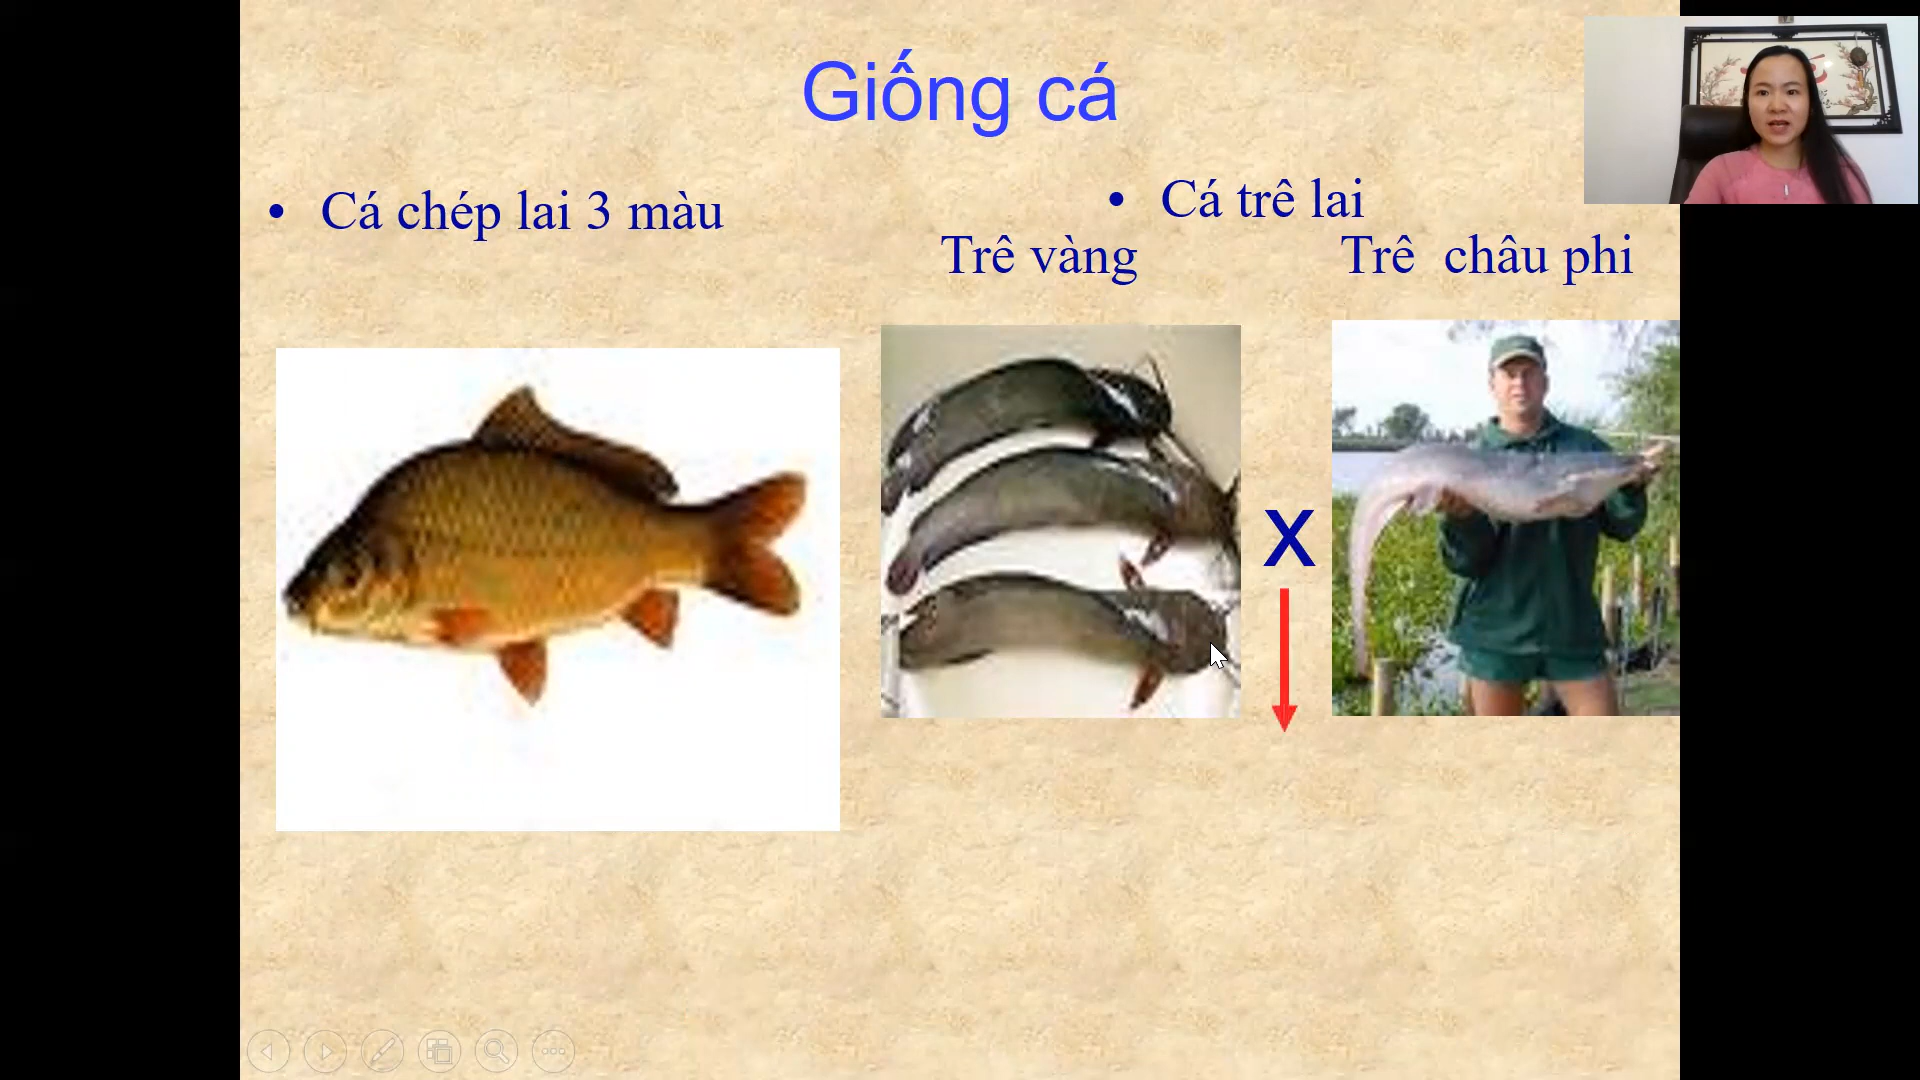 Giống cá
• Cá chép lai 3 màu
• Cá trê lai
Trê vàng
Trê châu phi
x